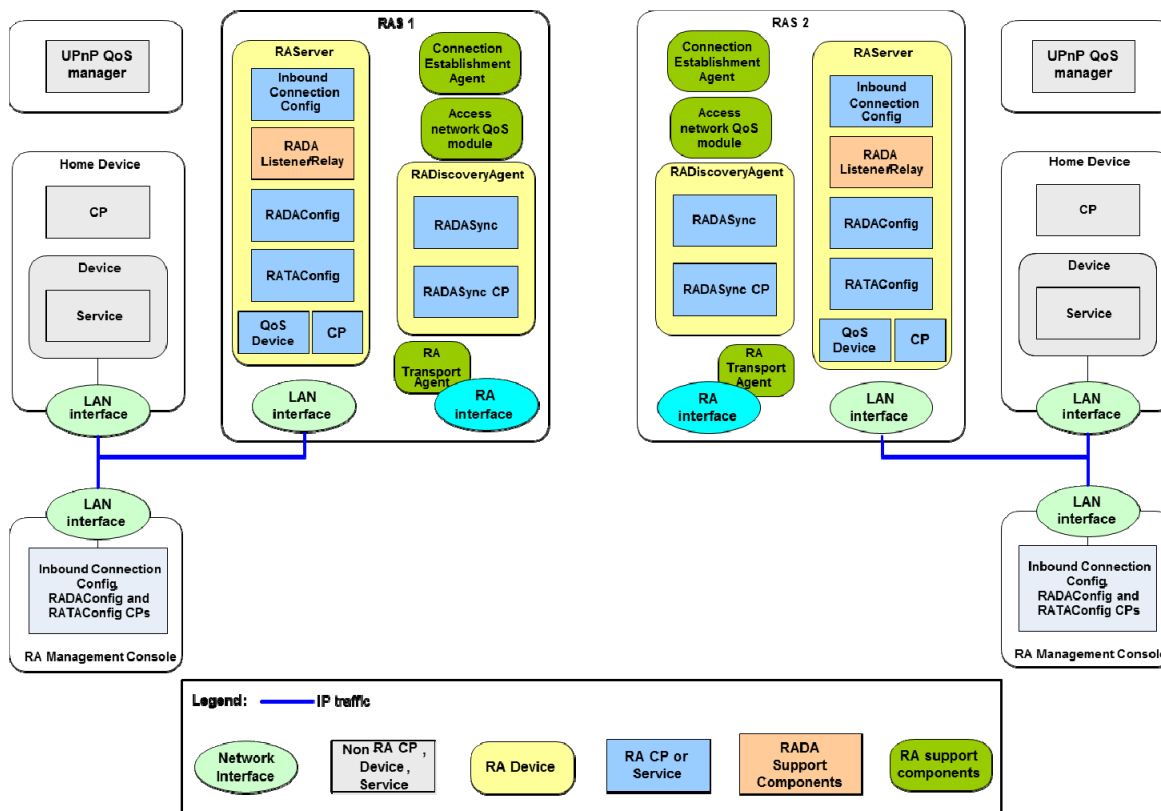 RAS 1
RAS 2
UPnP QoS
manager
RAServer
Inbound
Connection
Config
RADA
Listener/Relay
RADAConfig
RATAConfig
QoS
Device
CP
Connection
Establishment
Agent
Access
network QoS
module
RADiscoveryAgent
RADASync
RADASync CP
RA
Transport
Agent
RA
interface
LAN
interface
Home Device
CP
Device
Service
LAN
interface
LAN
interface
Inbound Connection
Config,
RADAConfig and
RATAConfig CPs
RA Management Console
Connection
Establishment
Agent
Access
network QoS
module
RADiscoveryAgent
RADASync
RADASync CP
RA
Transport
Agent
RA
interface
RAServer
Inbound
Connection
Config
RADA
Listener/Relay
RADAConfig
RATAConfig
QoS
Device
CP
LAN
interface
UPnP QoS
manager
Home Device
CP
Device
Service
LAN
interface
LAN
interface
Inbound Connection
Config,
RADAConfig and
RATAConfig CPs
RA Management Console
Legend:
IP traffic
Network
Interface
Non RA CP ,
Device ,
Service
RA Device
RA CP or
Service
RADA
Support
Components
RA support
components